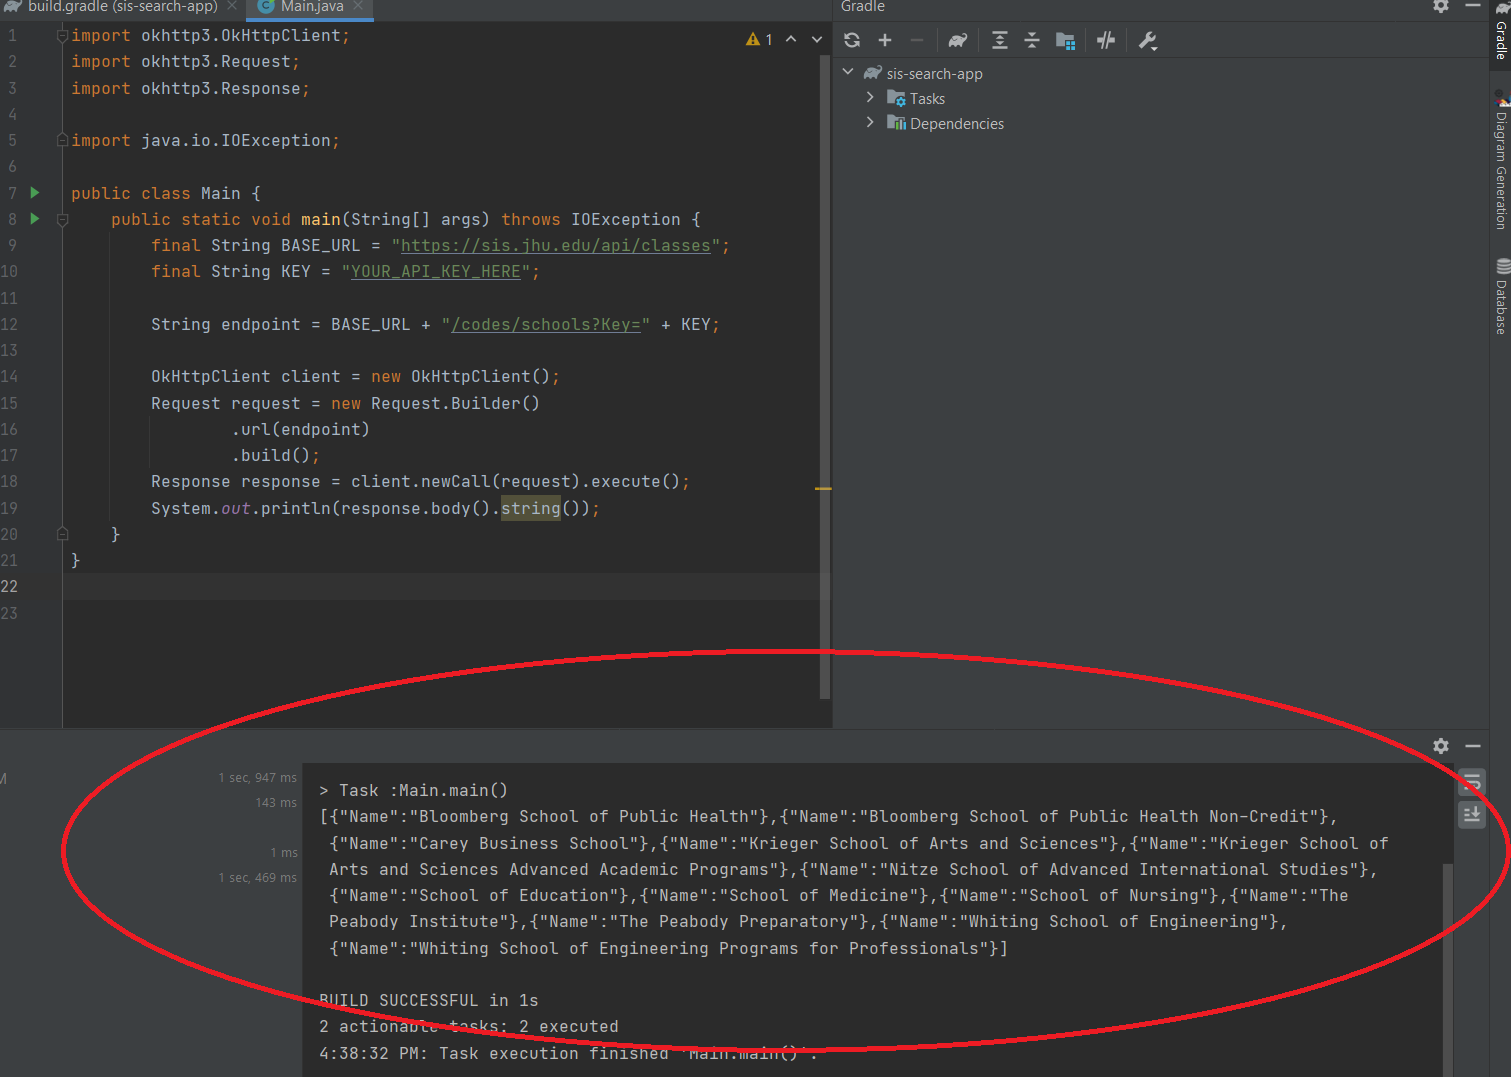 build.gradle (sis-search-app) Main.java Gradle
1 import okhttp3.OkHttpClient; 1
2 import okhttp3.Request;
3 import okhttp3.Response;
4
5 import java.io.IOException;
6
7 public class Main {
8 public static void main(String[] args) throws IOException {
9 final String BASE_URL = "https://sis.jhu.edu/api/classes";
10 final String KEY = "YOUR_API_KEY_HERE";
11
12 String endpoint = BASE_URL + "/codes/schools?Key=" + KEY;
13
14 OkHttpClient client = new OkHttpClient();
15 Request request = new Request.Builder()
16 .url(endpoint)
17 .build();
18 Response response = client.newCall(request).execute();
19 System.out.println(response.body().string());
20 }
21 }
22
23
sis-search-app
Tasks
Dependencies
Gradle
Diagram Generation
Database
1 sec, 947 ms
143 ms
1 ms
1 sec, 469 ms
> Task :Main.main()
[{"Name":"Bloomberg School of Public Health"},{"Name":"Bloomberg School of Public Health Non-Credit"},
{"Name":"Carey Business School"},{"Name":"Krieger School of Arts and Sciences"},{"Name":"Krieger School of
Arts and Sciences Advanced Academic Programs"},{"Name":"Nitze School of Advanced International Studies"},
{"Name":"School of Education"},{"Name":"School of Medicine"},{"Name":"School of Nursing"},{"Name":"The
Peabody Institute"},{"Name":"The Peabody Preparatory"},{"Name":"Whiting School of Engineering"},
{"Name":"Whiting School of Engineering Programs for Professionals"}]
BUILD SUCCESSFUL in 1s
2 actionable tasks: 2 executed
4:38:32 PM: Task execution finished 'Main.main()'.